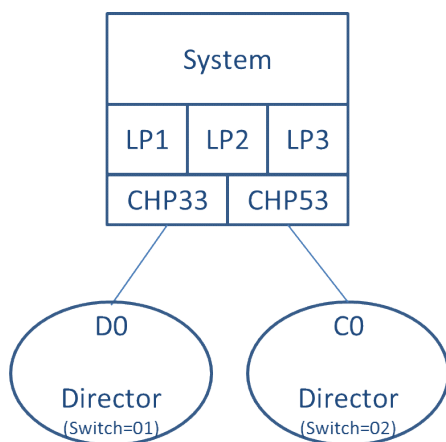 System
LP1 LP2 LP3
CHP33 CHP53
D0 C0
Director Director
(Switch=01) (Switch=02)